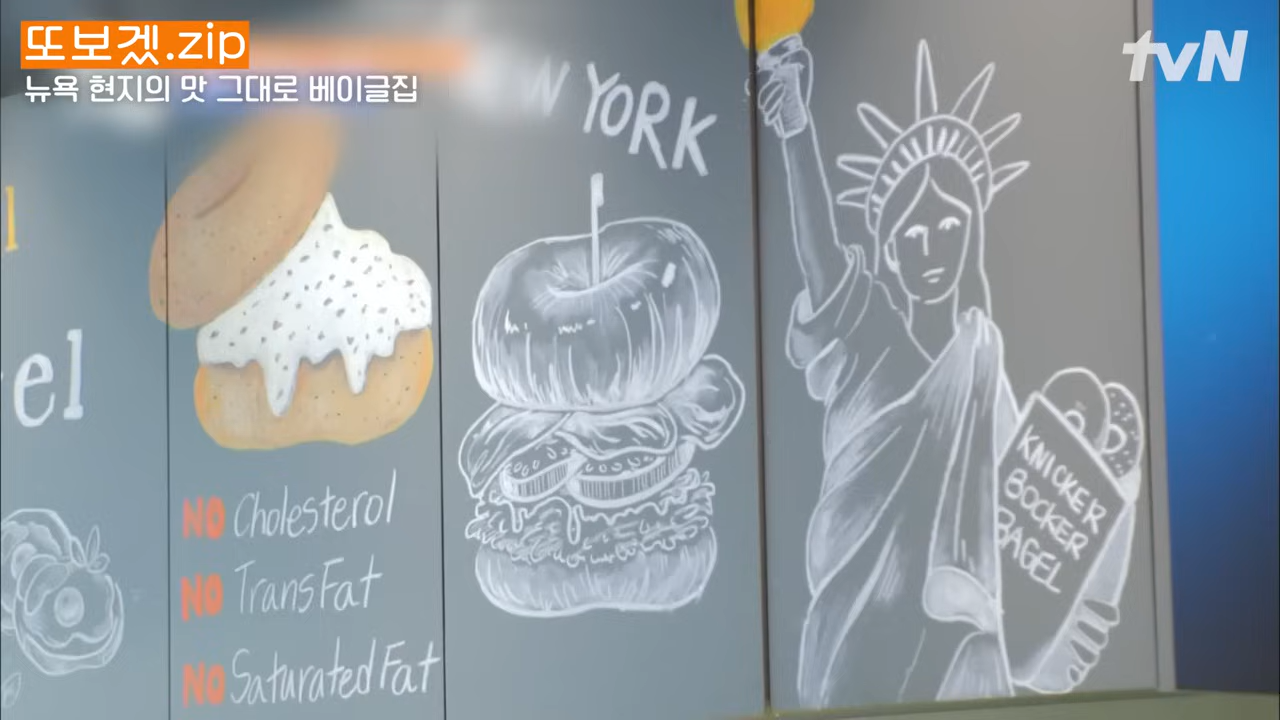 또보겠.zip
뉴욕 현지의 맛 그대로 베이글집
tvN
YORK
el
NO Cholesterol
NO Trans Fat
NO Saturated Fat
KNICKER
BOCKER
BAGEL